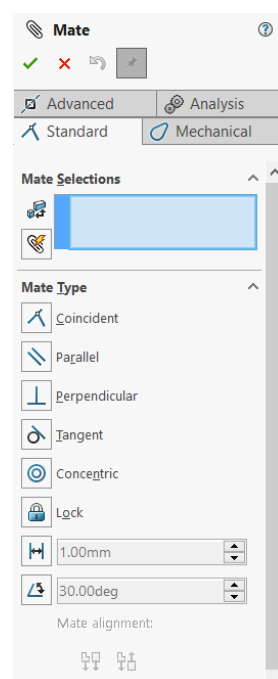 Mate
Advanced
Analysis
Standard
Mechanical
Mate Selections
Mate Type
Coincident
Parallel
Perpendicular
Tangent
Concentric
Lock
1.00mm
30.00deg
Mate alignment: